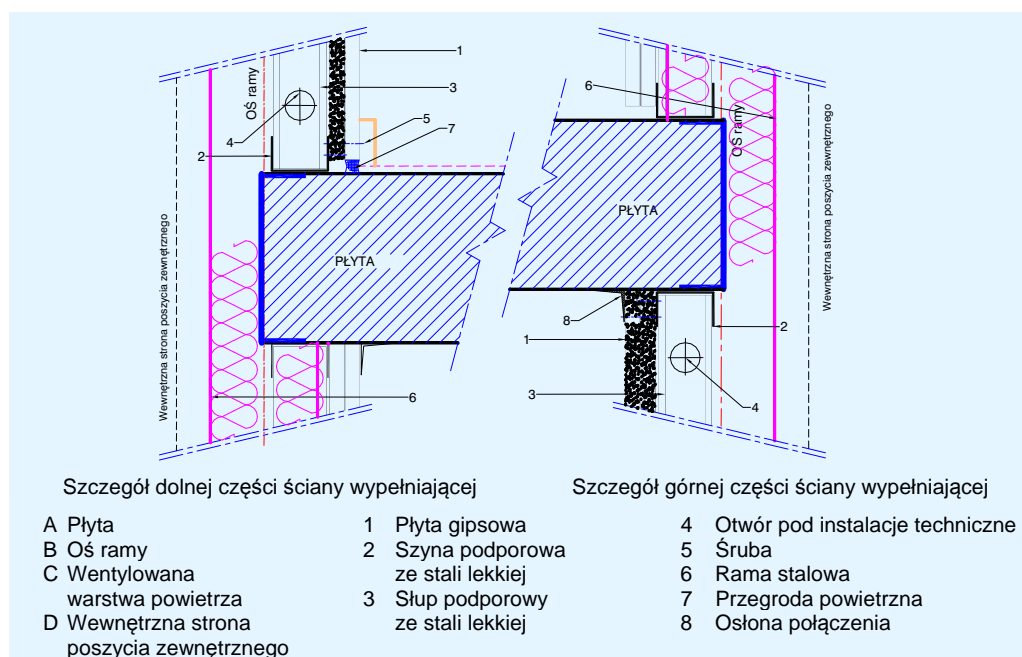 1
OŚ ramy
3
4
5
7
2
PŁYTA
Wewnętrzna strona poszycia zewnętrznego
6
6
OŚ ramy
PŁYTA
Wewnętrzna strona poszycia zewnętrznego
8
2
1
3
4
Szczegół dolnej części ściany wypełniającej
Szczegół górnej części ściany wypełniającej
A Płyta
B Oś ramy
C Wentylowana
warstwa powietrza
D Wewnętrzna strona
poszycia zewnętrznego
1 Płyta gipsowa
2 Szyna podporowa
ze stali lekkiej
3 Słup podporowy
ze stali lekkiej
4 Otwór pod instalacje techniczne
5 Śruba
6 Rama stalowa
7 Przegroda powietrzna
8 Osłona połączenia